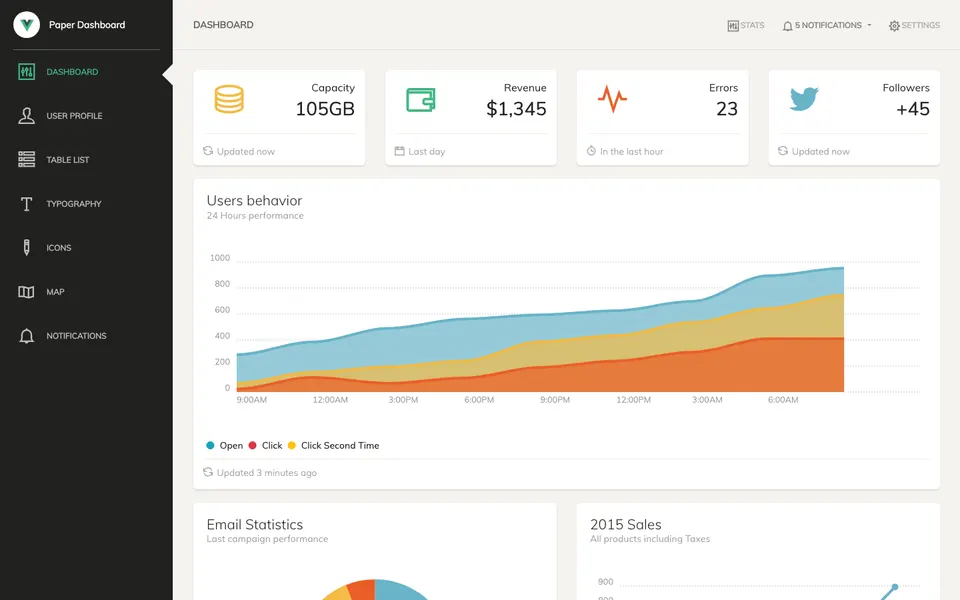 Paper Dashboard
DASHBOARD
USER PROFILE
TABLE LIST
TYPOGRAPHY
ICONS
MAP
NOTIFICATIONS
DASHBOARD
STATS
5 NOTIFICATIONS
SETTINGS
Capacity
105GB
Updated now
Revenue
$1,345
Last day
Errors
23
In the last hour
Followers
+45
Updated now
Users behavior
24 Hours performance
1000
800
600
400
200
0
9:00AM 12:00AM 3:00PM 6:00PM 9:00PM 12:00PM 3:00AM 6:00AM
Open Click Click Second Time
Updated 3 minutes ago
Email Statistics
Last campaign performance
2015 Sales
All products including Taxes
900
800